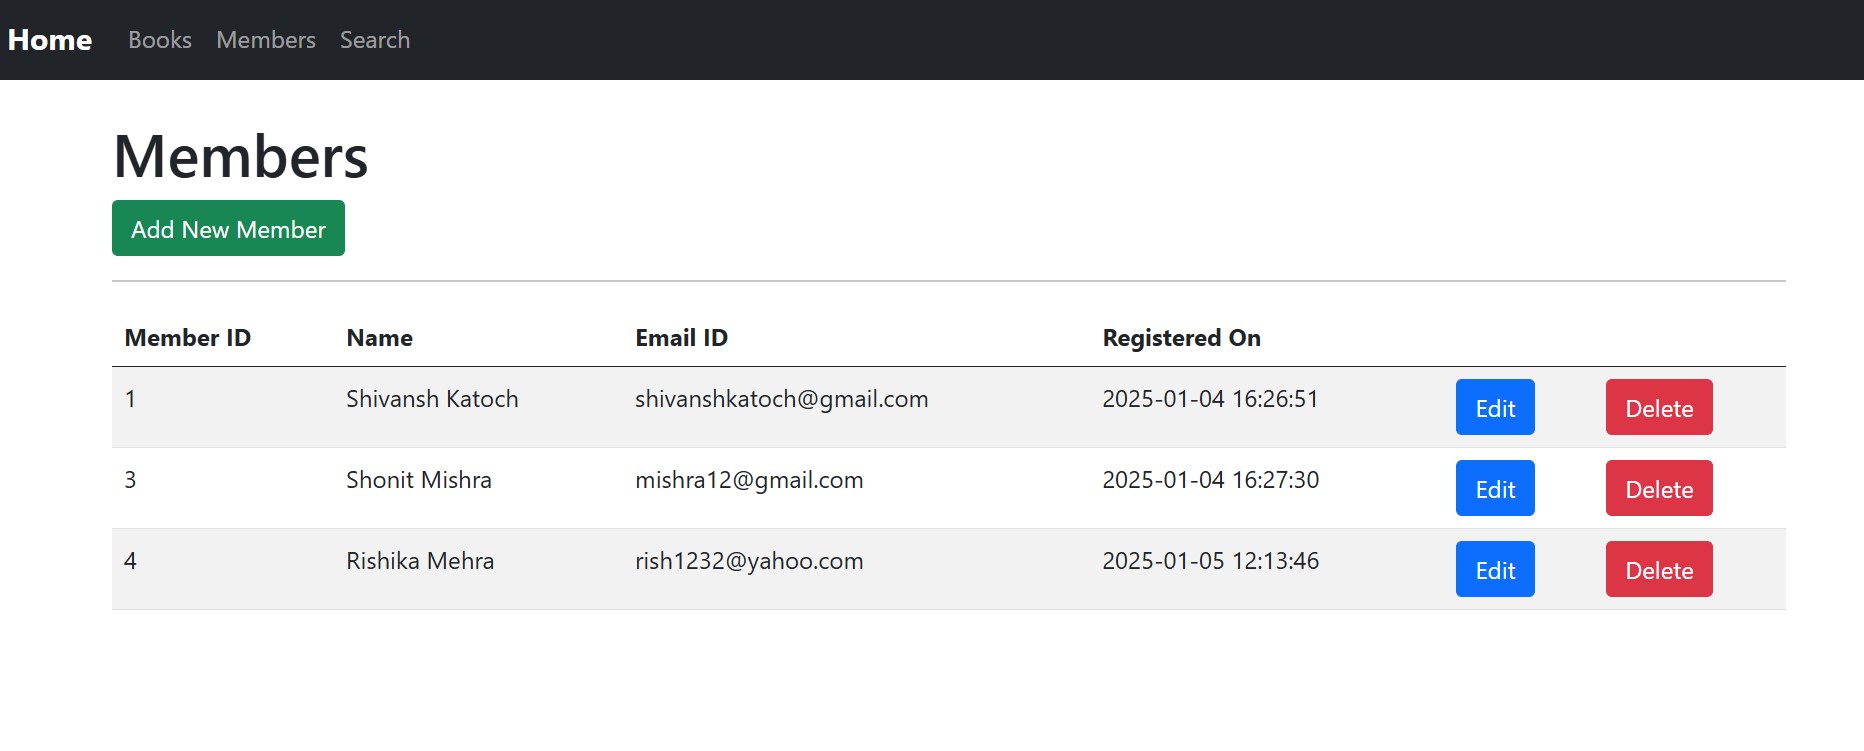 Home Books Members Search
Members
Add New Member
Member ID Name Email ID Registered On
1 Shivansh Katoch shivanshkatoch@gmail.com 2025-01-04 16:26:51 Edit Delete
3 Shonit Mishra mishra12@gmail.com 2025-01-04 16:27:30 Edit Delete
4 Rishika Mehra rish1232@yahoo.com 2025-01-05 12:13:46 Edit Delete